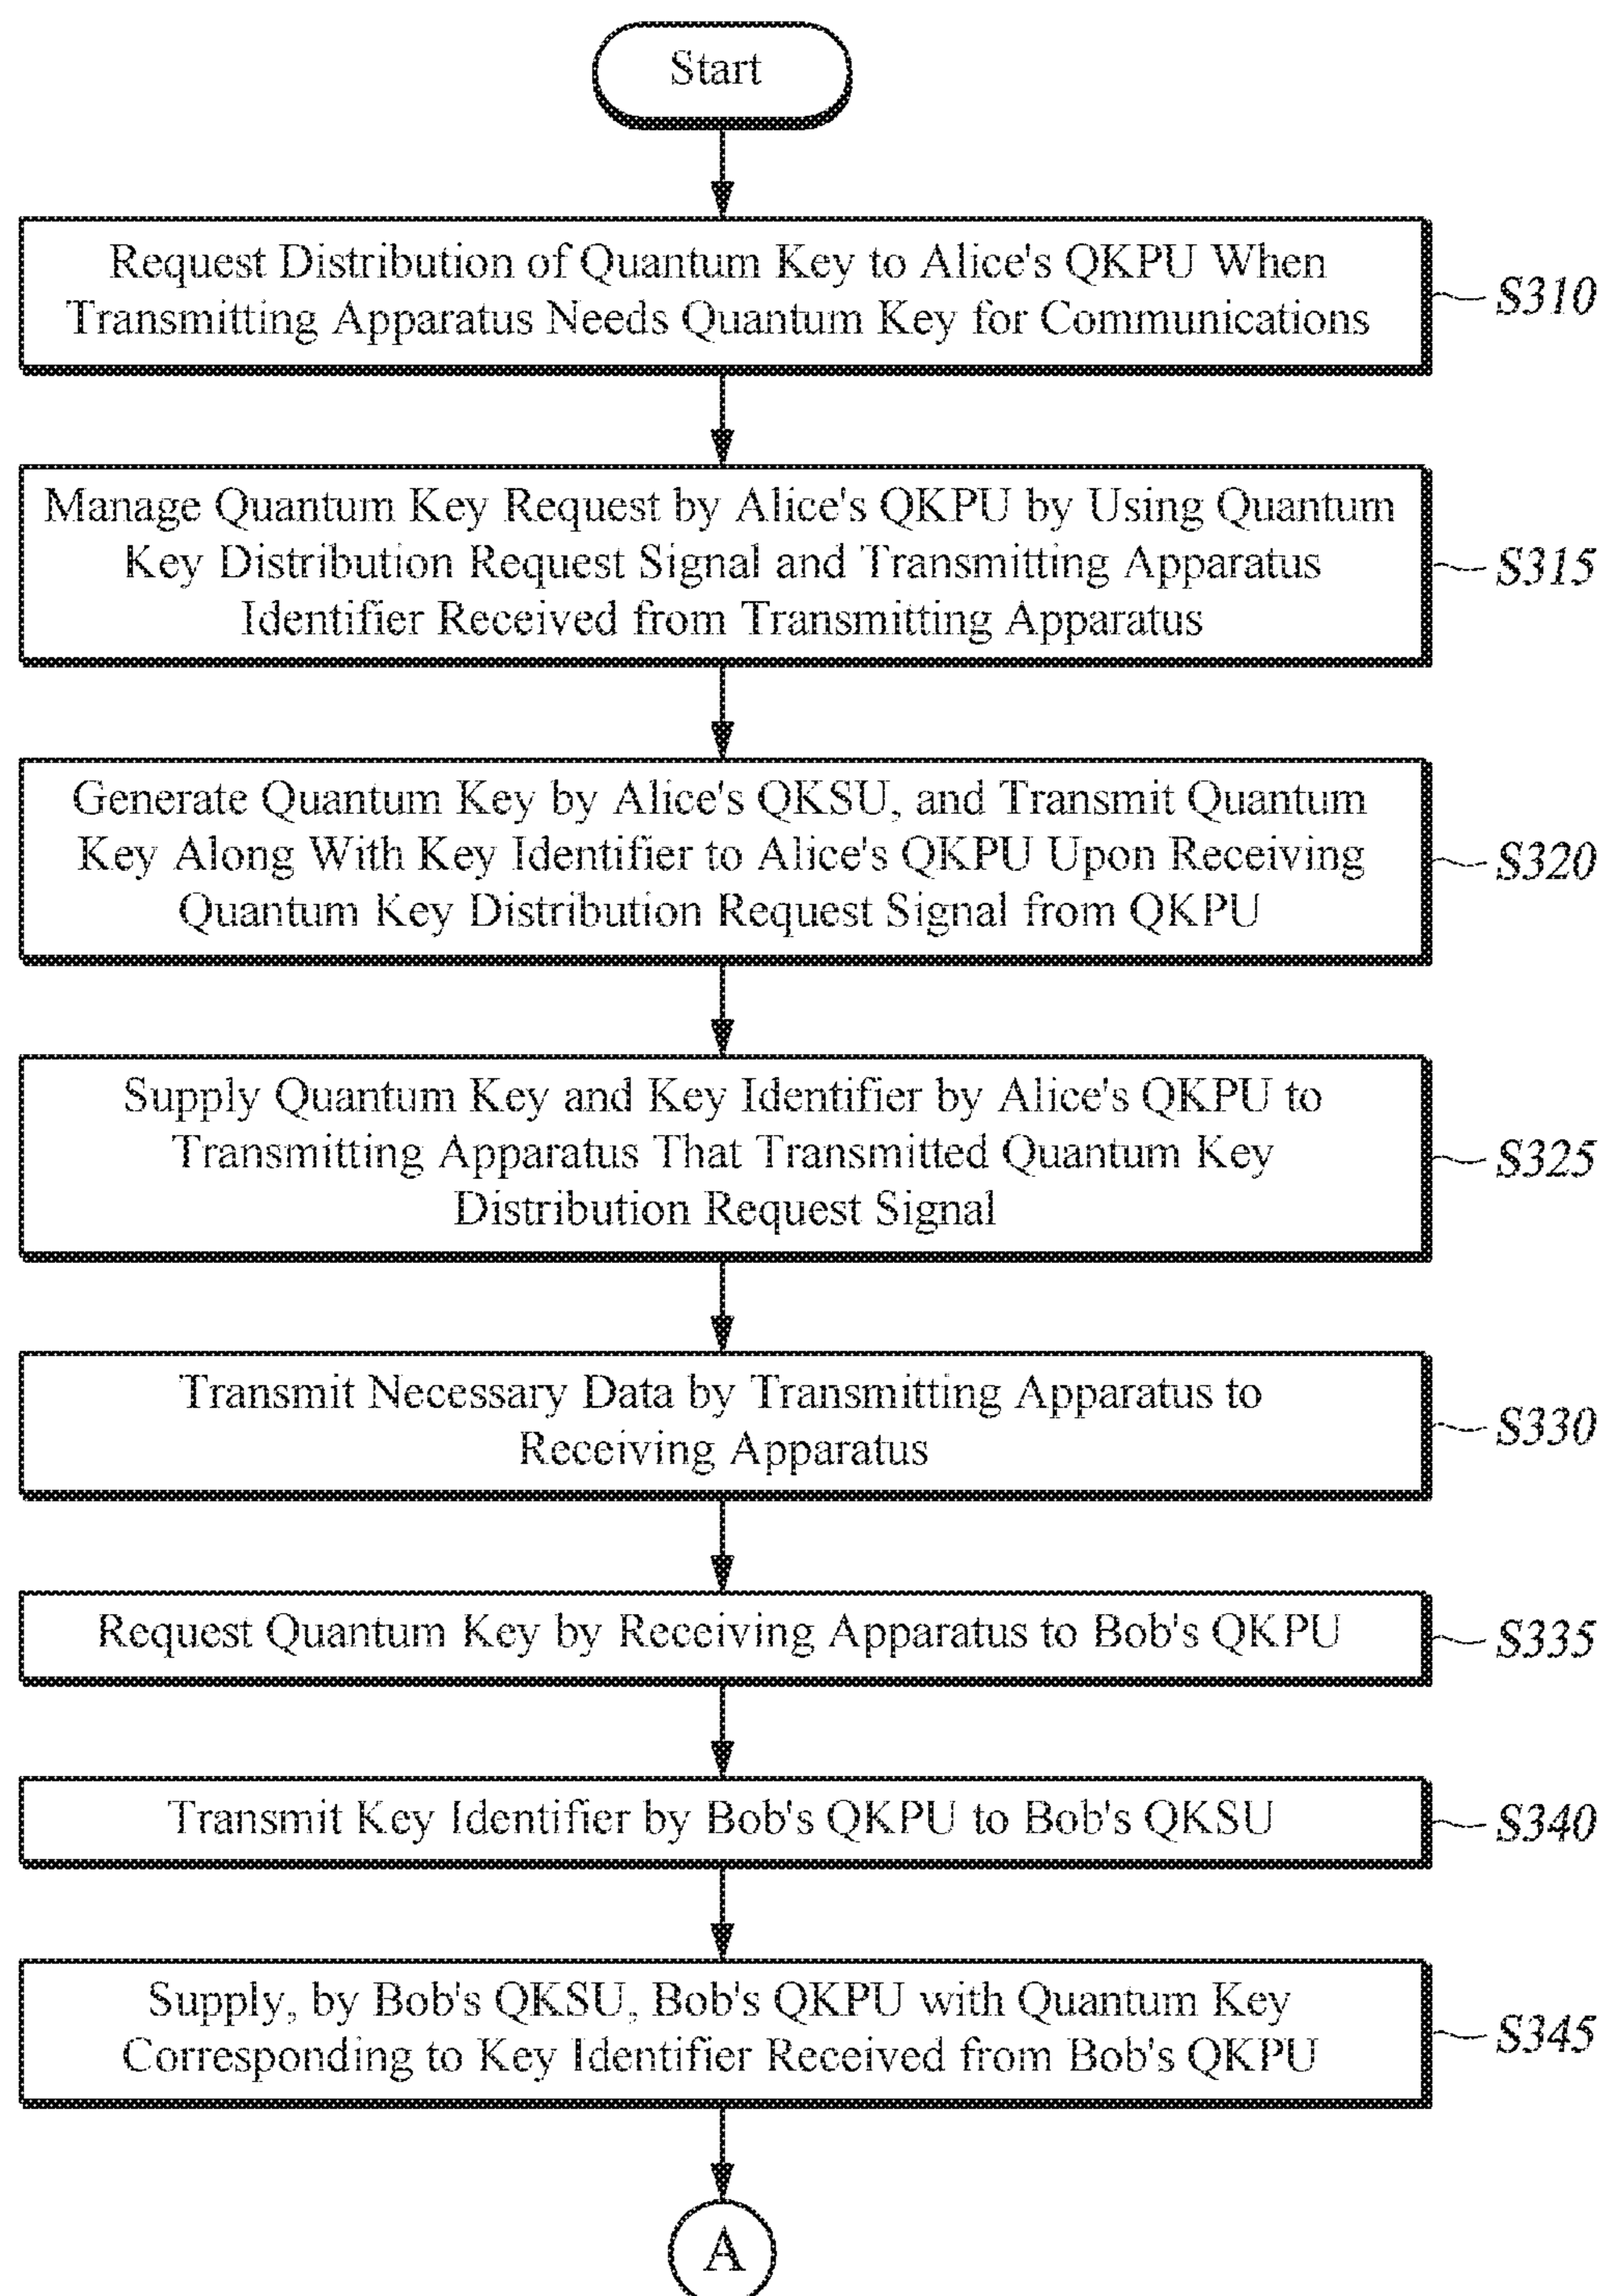 Start
Request Distribution of Quantum Key to Alice's QKPU When
Transmitting Apparatus Needs Quantum Key for Communications
S310
Manage Quantum Key Request by Alice's QKPU by Using Quantum
Key Distribution Request Signal and Transmitting Apparatus
Identifier Received from Transmitting Apparatus
S315
Generate Quantum Key by Alice's QKSU, and Transmit Quantum
Key Along With Key Identifier to Alice's QKPU Upon Receiving
Quantum Key Distribution Request Signal from QKPU
S320
Supply Quantum Key and Key Identifier by Alice's QKPU to
Transmitting Apparatus That Transmitted Quantum Key
Distribution Request Signal
S325
Transmit Necessary Data by Transmitting Apparatus to
Receiving Apparatus
S330
Request Quantum Key by Receiving Apparatus to Bob's QKPU
S335
Transmit Key Identifier by Bob's QKPU to Bob's QKSU
S340
Supply, by Bob's QKSU, Bob's QKPU with Quantum Key
Corresponding to Key Identifier Received from Bob's QKPU
S345
A